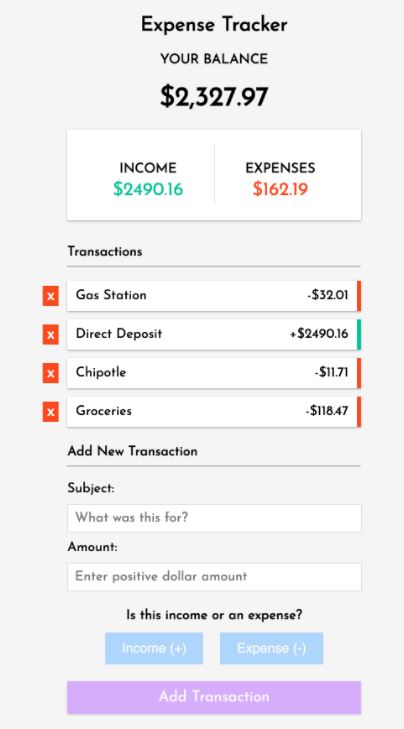 Expense Tracker
YOUR BALANCE
$2,327.97
INCOME EXPENSES
$2490.16 $162.19
Transactions
x Gas Station -$32.01
x Direct Deposit +$2490.16
x Chipotle -$11.71
x Groceries -$118.47
Add New Transaction
Subject:
What was this for?
Amount:
Enter positive dollar amount
Is this income or an expense?
Income (+) Expense (-)
Add Transaction